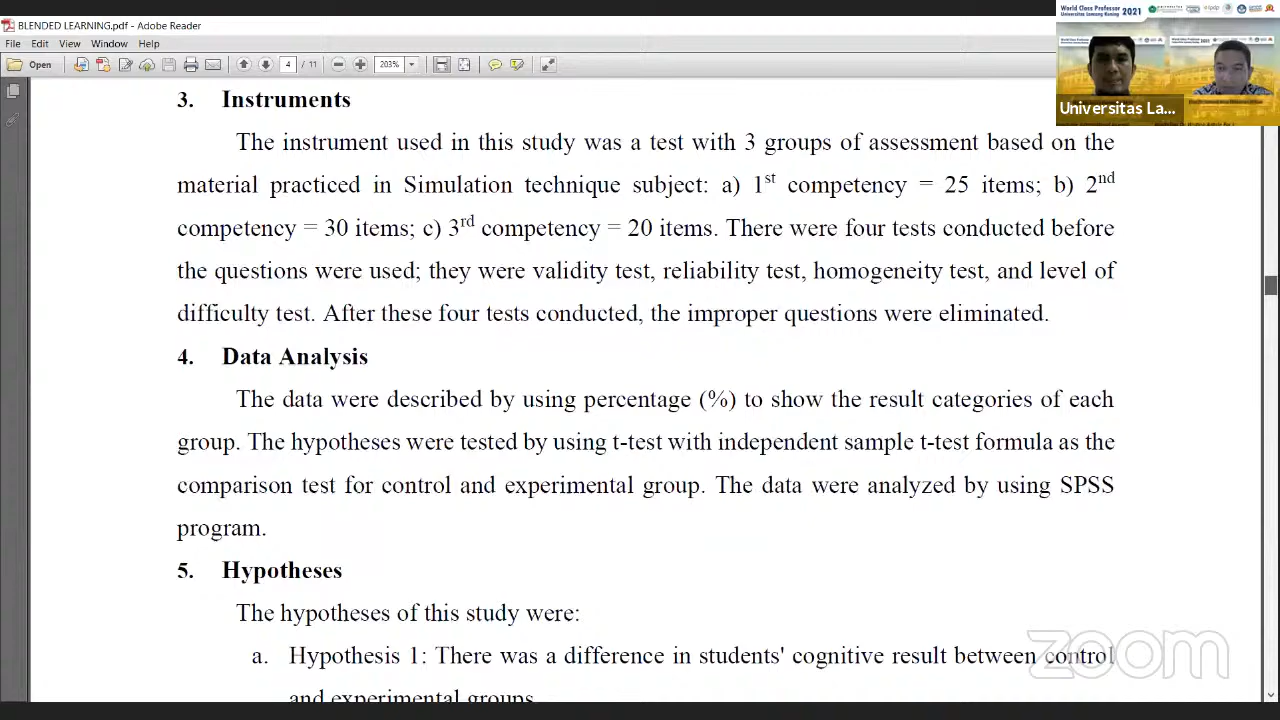 BLENDED LEARNING.pdf - Adobe Reader
File Edit View Window Help
Open 4 / 11 203%
World Class Professor
Universitas Lancang Kuning 2021
Universitas La...
3. Instruments
The instrument used in this study was a test with 3 groups of assessment based on the
material practiced in Simulation technique subject: a) 1st competency = 25 items; b) 2nd
competency = 30 items; c) 3rd competency = 20 items. There were four tests conducted before
the questions were used; they were validity test, reliability test, homogeneity test, and level of
difficulty test. After these four tests conducted, the improper questions were eliminated.
4. Data Analysis
The data were described by using percentage (%) to show the result categories of each
group. The hypotheses were tested by using t-test with independent sample t-test formula as the
comparison test for control and experimental group. The data were analyzed by using SPSS
program.
5. Hypotheses
The hypotheses of this study were:
a. Hypothesis 1: There was a difference in students' cognitive result between control
and experimental groups.
zoom